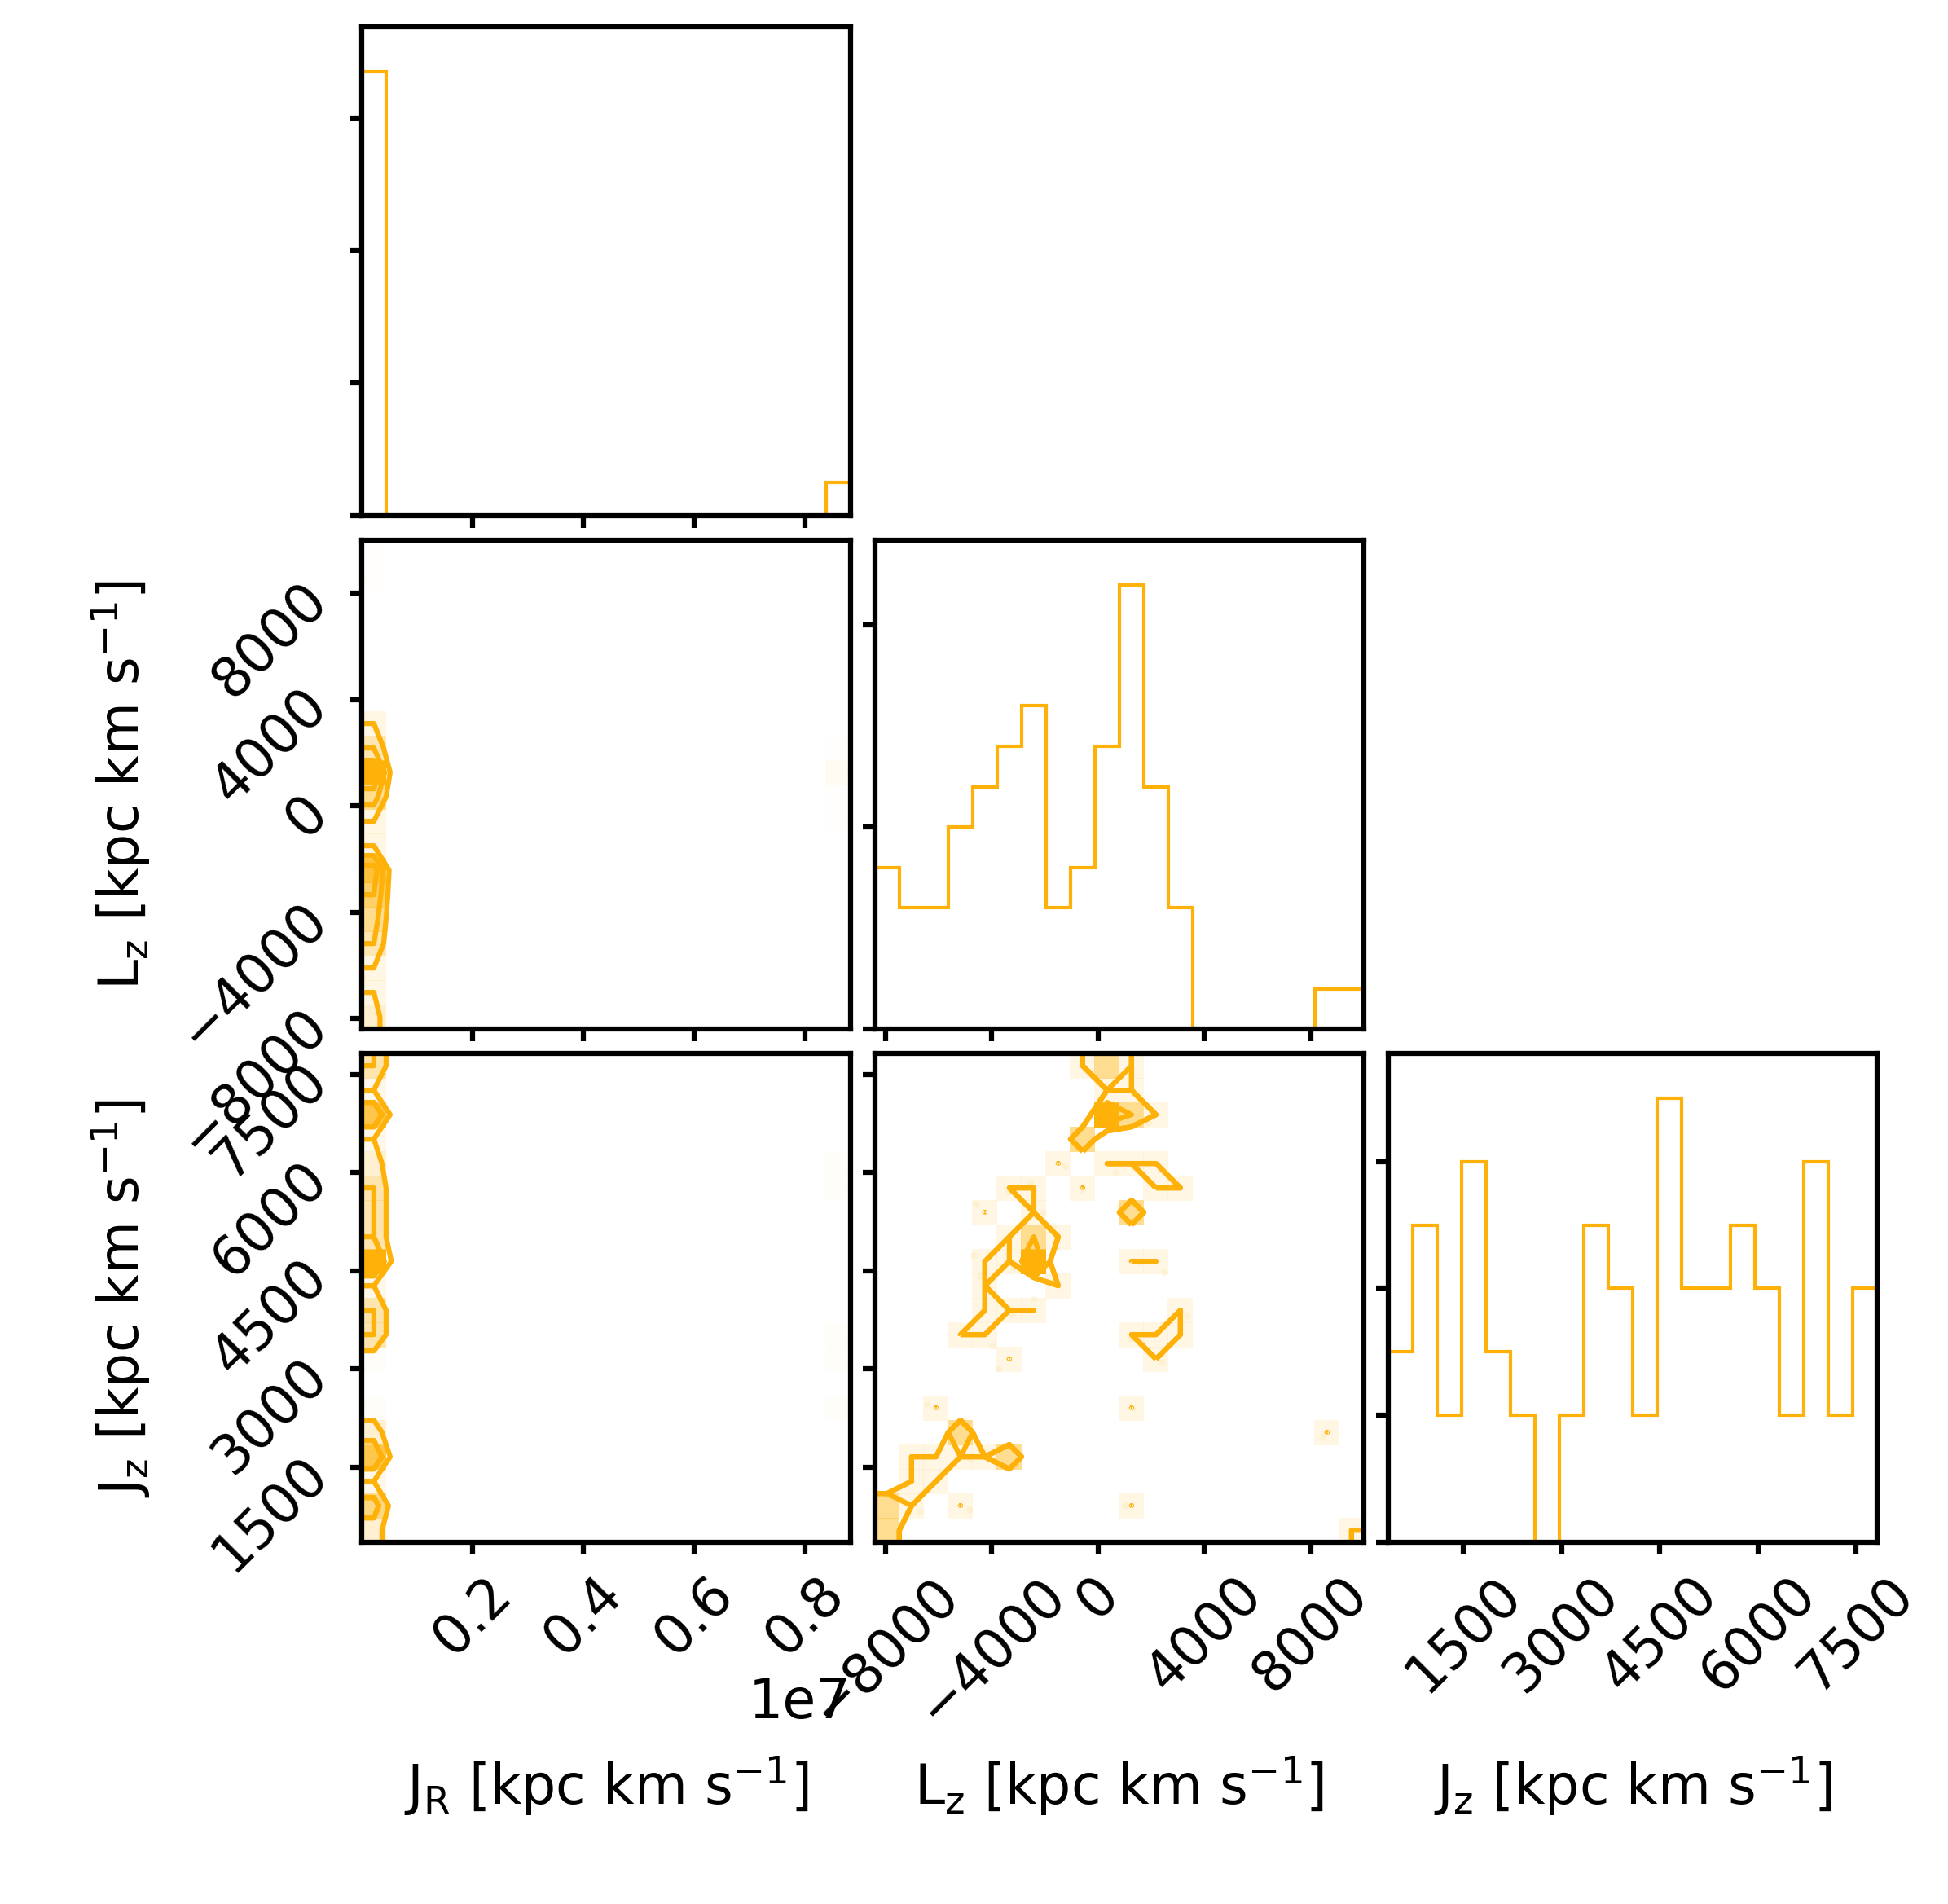 L_z [kpc km s⁻¹]
8000
4000
0
−4000
−8000
J_z [kpc km s⁻¹]
7500
6000
4500
3000
1500
0.2 0.4 0.6 0.8
1e7
−8000 −4000 0 4000 8000
1500 3000 4500 6000 7500
J_R [kpc km s⁻¹] L_z [kpc km s⁻¹] J_z [kpc km s⁻¹]